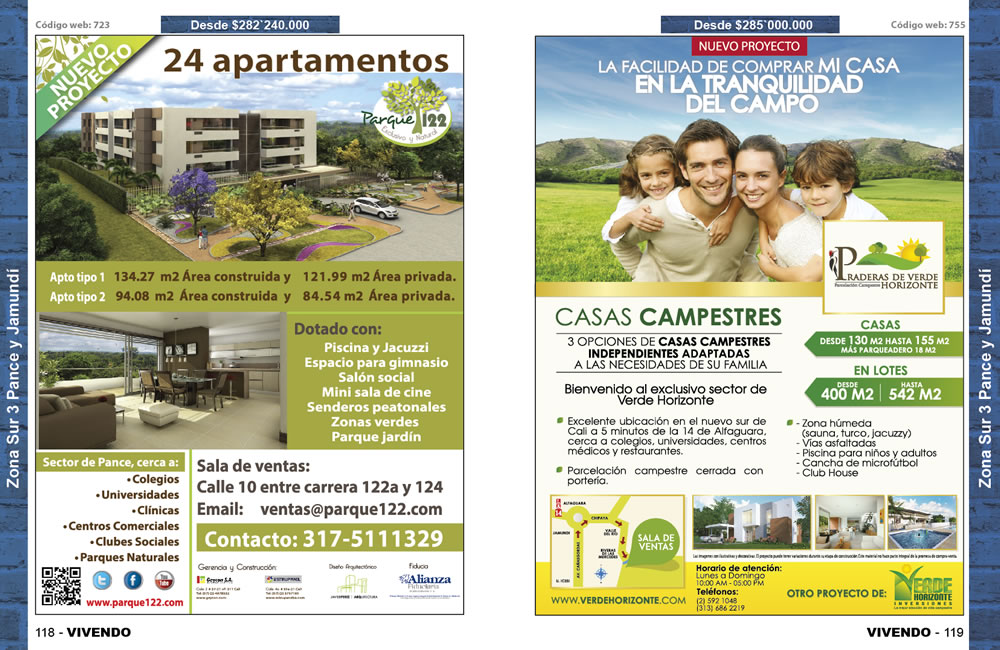 Código web: 723
Desde $282`240.000
NUEVO
PROYECTO
24 apartamentos
Parque 122
Exclusivo y Natural
Apto tipo 1 134.27 m2 Área construida y 121.99 m2 Área privada.
Apto tipo 2 94.08 m2 Área construida y 84.54 m2 Área privada.
Dotado con:
Piscina y Jacuzzi
Espacio para gimnasio
Salón social
Mini sala de cine
Senderos peatonales
Zonas verdes
Parque jardín
Sector de Pance, cerca a:
• Colegios
• Universidades
• Clínicas
• Centros Comerciales
• Clubes Sociales
• Parques Naturales
www.parque122.com
Sala de ventas:
Calle 10 entre carrera 122a y 124
Email: ventas@parque122.com
Contacto: 317-5111329
Gerencia y Construcción:
Diseño Arquitectónico
Fiducia
Alianza
Fiduciaria
Zona Sur 3 Pance y Jamundí
118 - VIVENDO
Desde $285`000.000
Código web: 755
NUEVO PROYECTO
LA FACILIDAD DE COMPRAR MI CASA
EN LA TRANQUILIDAD
DEL CAMPO
PRADERAS DE VERDE
HORIZONTE
Parcelación Campestre
CASAS CAMPESTRES
3 OPCIONES DE CASAS CAMPESTRES
INDEPENDIENTES ADAPTADAS
A LAS NECESIDADES DE SU FAMILIA
CASAS
DESDE 130 M2 HASTA 155 M2
MÁS PARQUEADERO 18 M2
EN LOTES
DESDE
400 M2
HASTA
542 M2
Bienvenido al exclusivo sector de
Verde Horizonte
Excelente ubicación en el nuevo sur de
Cali a 5 minutos de la 14 de Alfaguara,
cerca a colegios, universidades, centros
médicos y restaurantes.
Parcelación campestre cerrada con
portería.
- Zona húmeda
(sauna, turco, jacuzzy)
- Vías asfaltadas
- Piscina para niños y adultos
- Cancha de microfútbol
- Club House
ALFAGUARA
CHIPAYA
JAMUNDI
VALLE
DEL RIO
RIVERAS
DE LAS
MERCEDES
AV. CAÑASGORDAS
SALA DE
VENTAS
WWW.VERDEHORIZONTE.COM
Horario de atención:
Lunes a Domingo
10:00 AM - 05:00 PM
Teléfonos:
(2) 592 1048
(313) 686 2219
OTRO PROYECTO DE:
VERDE
HORIZONTE
INVERSIONES
Zona Sur 3 Pance y Jamundí
VIVENDO - 119